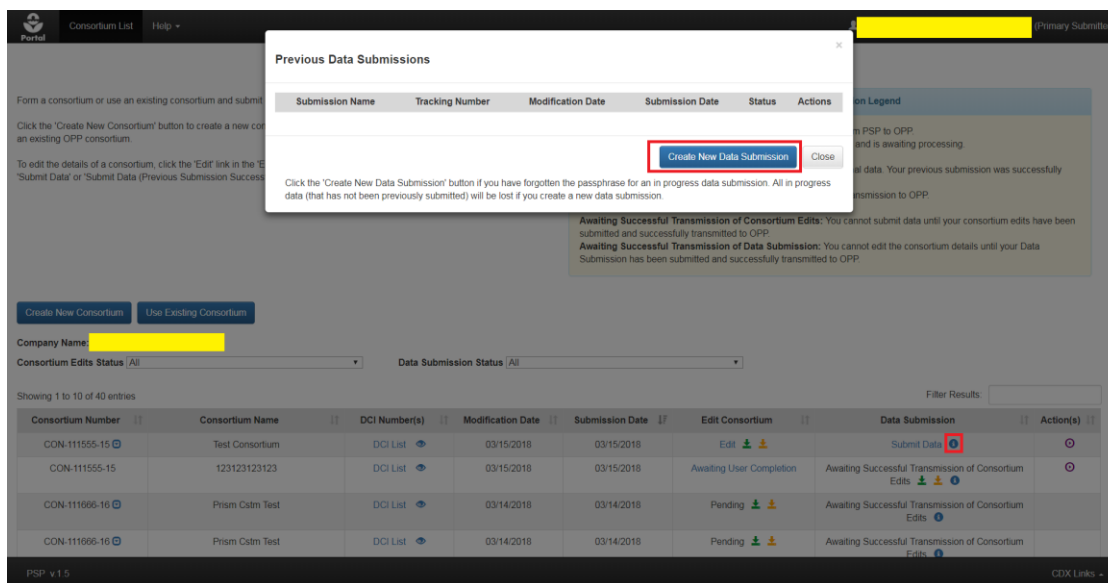 Portal
Consortium List
Help
(Primary Submitte
×
Previous Data Submissions
Submission Name Tracking Number Modification Date Submission Date Status Actions
Create New Data Submission Close
Click the 'Create New Data Submission' button if you have forgotten the passphrase for an in progress data submission. All in progress
data (that has not been previously submitted) will be lost if you create a new data submission.
Form a consortium or use an existing consortium and submit
Click the 'Create New Consortium' button to create a new con
an existing OPP consortium.
To edit the details of a consortium, click the 'Edit' link in the 'E
'Submit Data' or 'Submit Data (Previous Submission Success
on Legend
m PSP to OPP.
and is awaiting processing.
al data. Your previous submission was successfully
nsmission to OPP.
Awaiting Successful Transmission of Consortium Edits: You cannot submit data until your consortium edits have been
submitted and successfully transmitted to OPP.
Awaiting Successful Transmission of Data Submission: You cannot edit the consortium details until your Data
Submission has been submitted and successfully transmitted to OPP.
Create New Consortium Use Existing Consortium
Company Name:
Consortium Edits Status All Data Submission Status All
Showing 1 to 10 of 40 entries Filter Results:
Consortium Number Consortium Name DCI Number(s) Modification Date Submission Date Edit Consortium Data Submission Action(s)
CON-111555-15 Test Consortium DCI List 03/15/2018 03/15/2018 Edit Submit Data
CON-111555-15 123123123123 DCI List 03/15/2018 03/15/2018 Awaiting User Completion Awaiting Successful Transmission of Consortium
Edits
CON-111666-16 Prism Cstm Test DCI List 03/14/2018 03/14/2018 Pending Awaiting Successful Transmission of Consortium
Edits
CON-111666-16 Prism Cstm Test DCI List 03/14/2018 03/14/2018 Pending Awaiting Successful Transmission of Consortium
Edits
PSP v.1.5 CDX Links